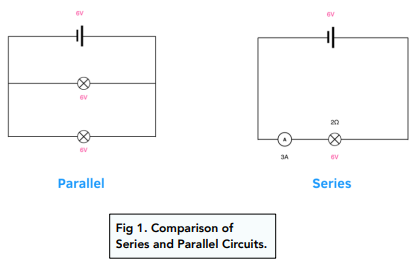 6V
6V
6V
Parallel
6V
A
3A
2Ω
6V
Series
Fig 1. Comparison of
Series and Parallel Circuits.